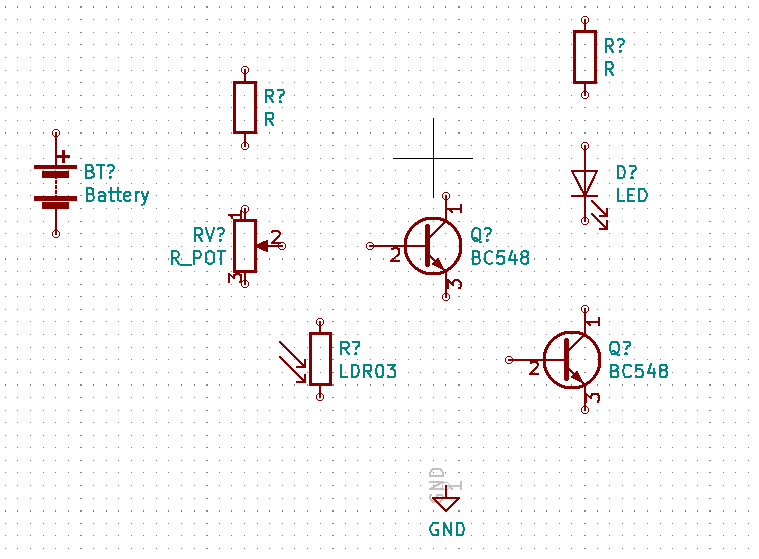 R?
R
R?
R
+
BT?
Battery
D?
LED
1
RV?
2
R_POT
3
1
2
Q?
BC548
3
R?
LDR03
1
2
Q?
BC548
3
GND
1
GND